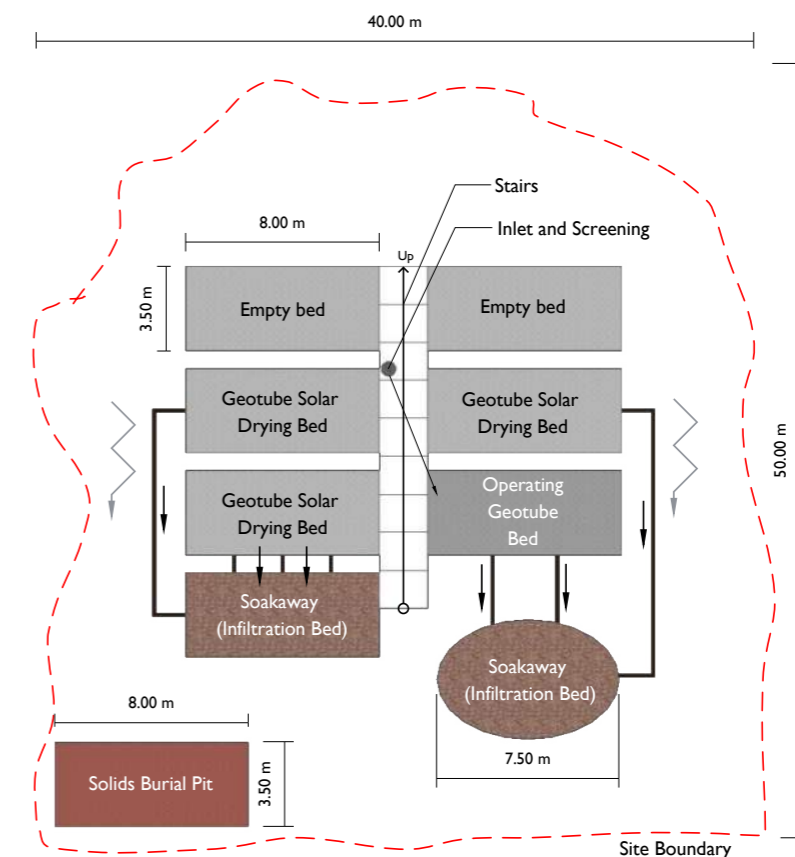 40.00 m
Stairs
Inlet and Screening
8.00 m
Up
3.50 m
Empty bed
Empty bed
Geotube Solar
Drying Bed
Geotube Solar
Drying Bed
50.00 m
Geotube Solar
Drying Bed
Operating
Geotube
Bed
Soakaway
(Infiltration Bed)
Soakaway
(Infiltration Bed)
8.00 m
7.50 m
Solids Burial Pit
3.50 m
Site Boundary